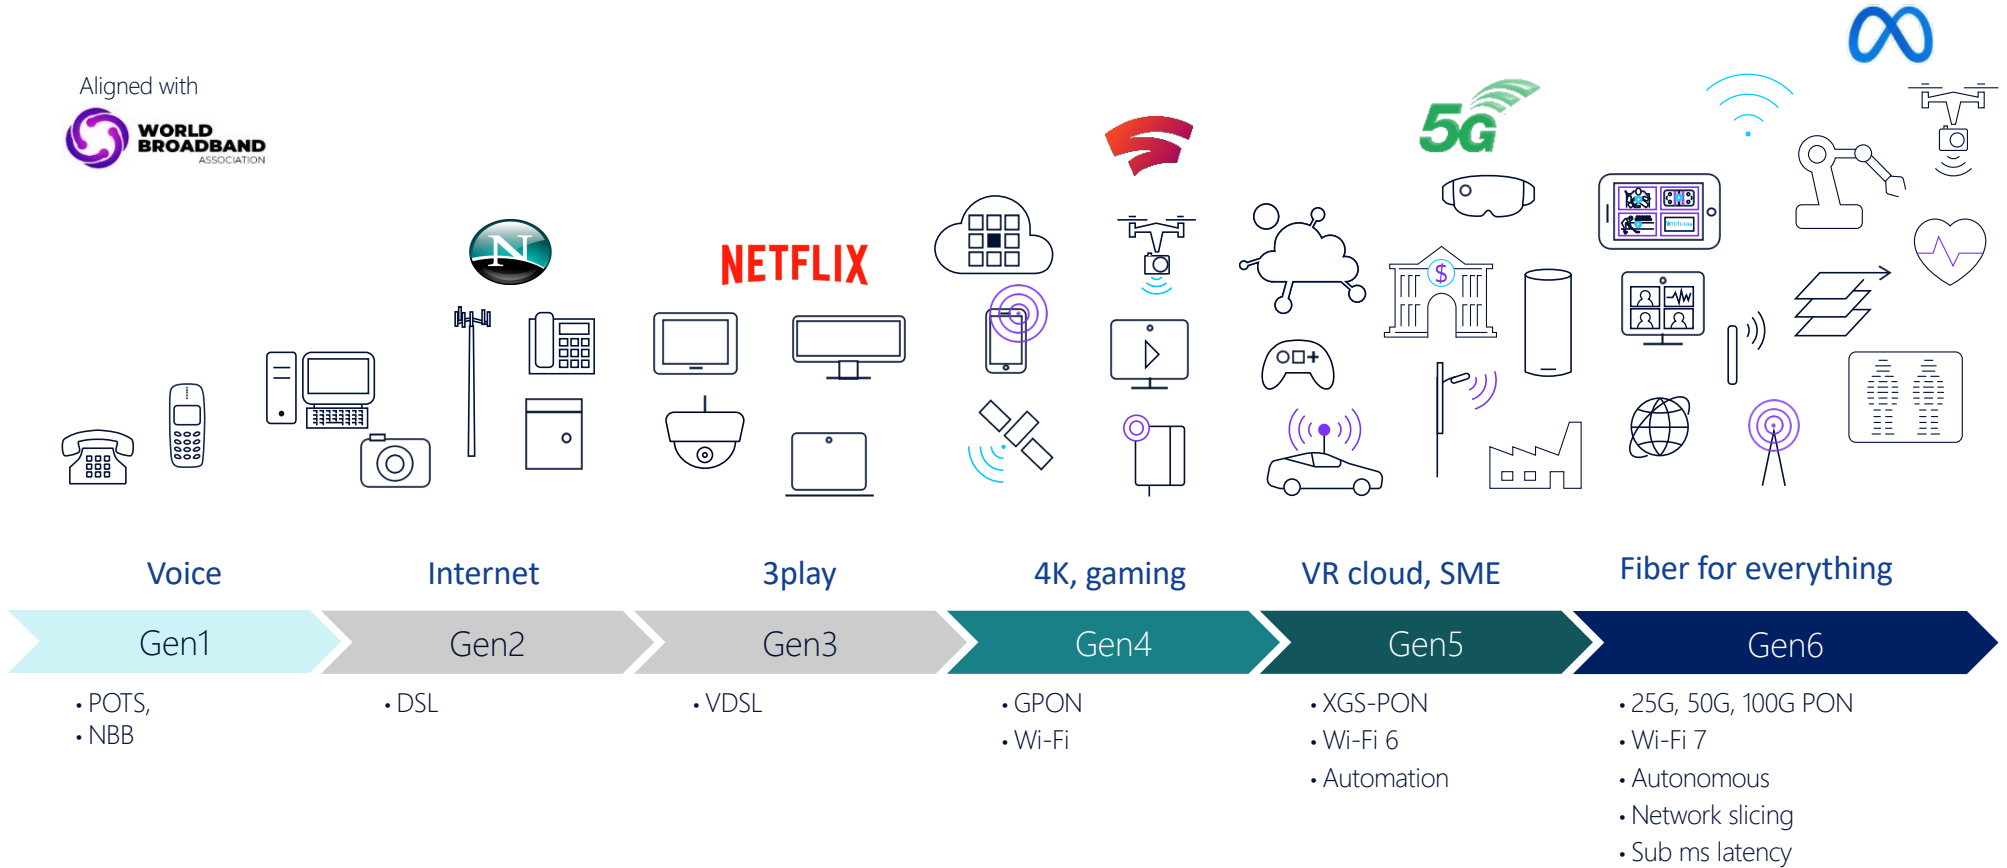 Aligned with
WORLD
BROADBAND
ASSOCIATION
N
NETFLIX
5G
$
Voice
Internet
3play
4K, gaming
VR cloud, SME
Fiber for everything
Gen1
Gen2
Gen3
Gen4
Gen5
Gen6
• POTS,
• NBB
• DSL
• VDSL
• GPON
• Wi-Fi
• XGS-PON
• Wi-Fi 6
• Automation
• 25G, 50G, 100G PON
• Wi-Fi 7
• Autonomous
• Network slicing
• Sub ms latency